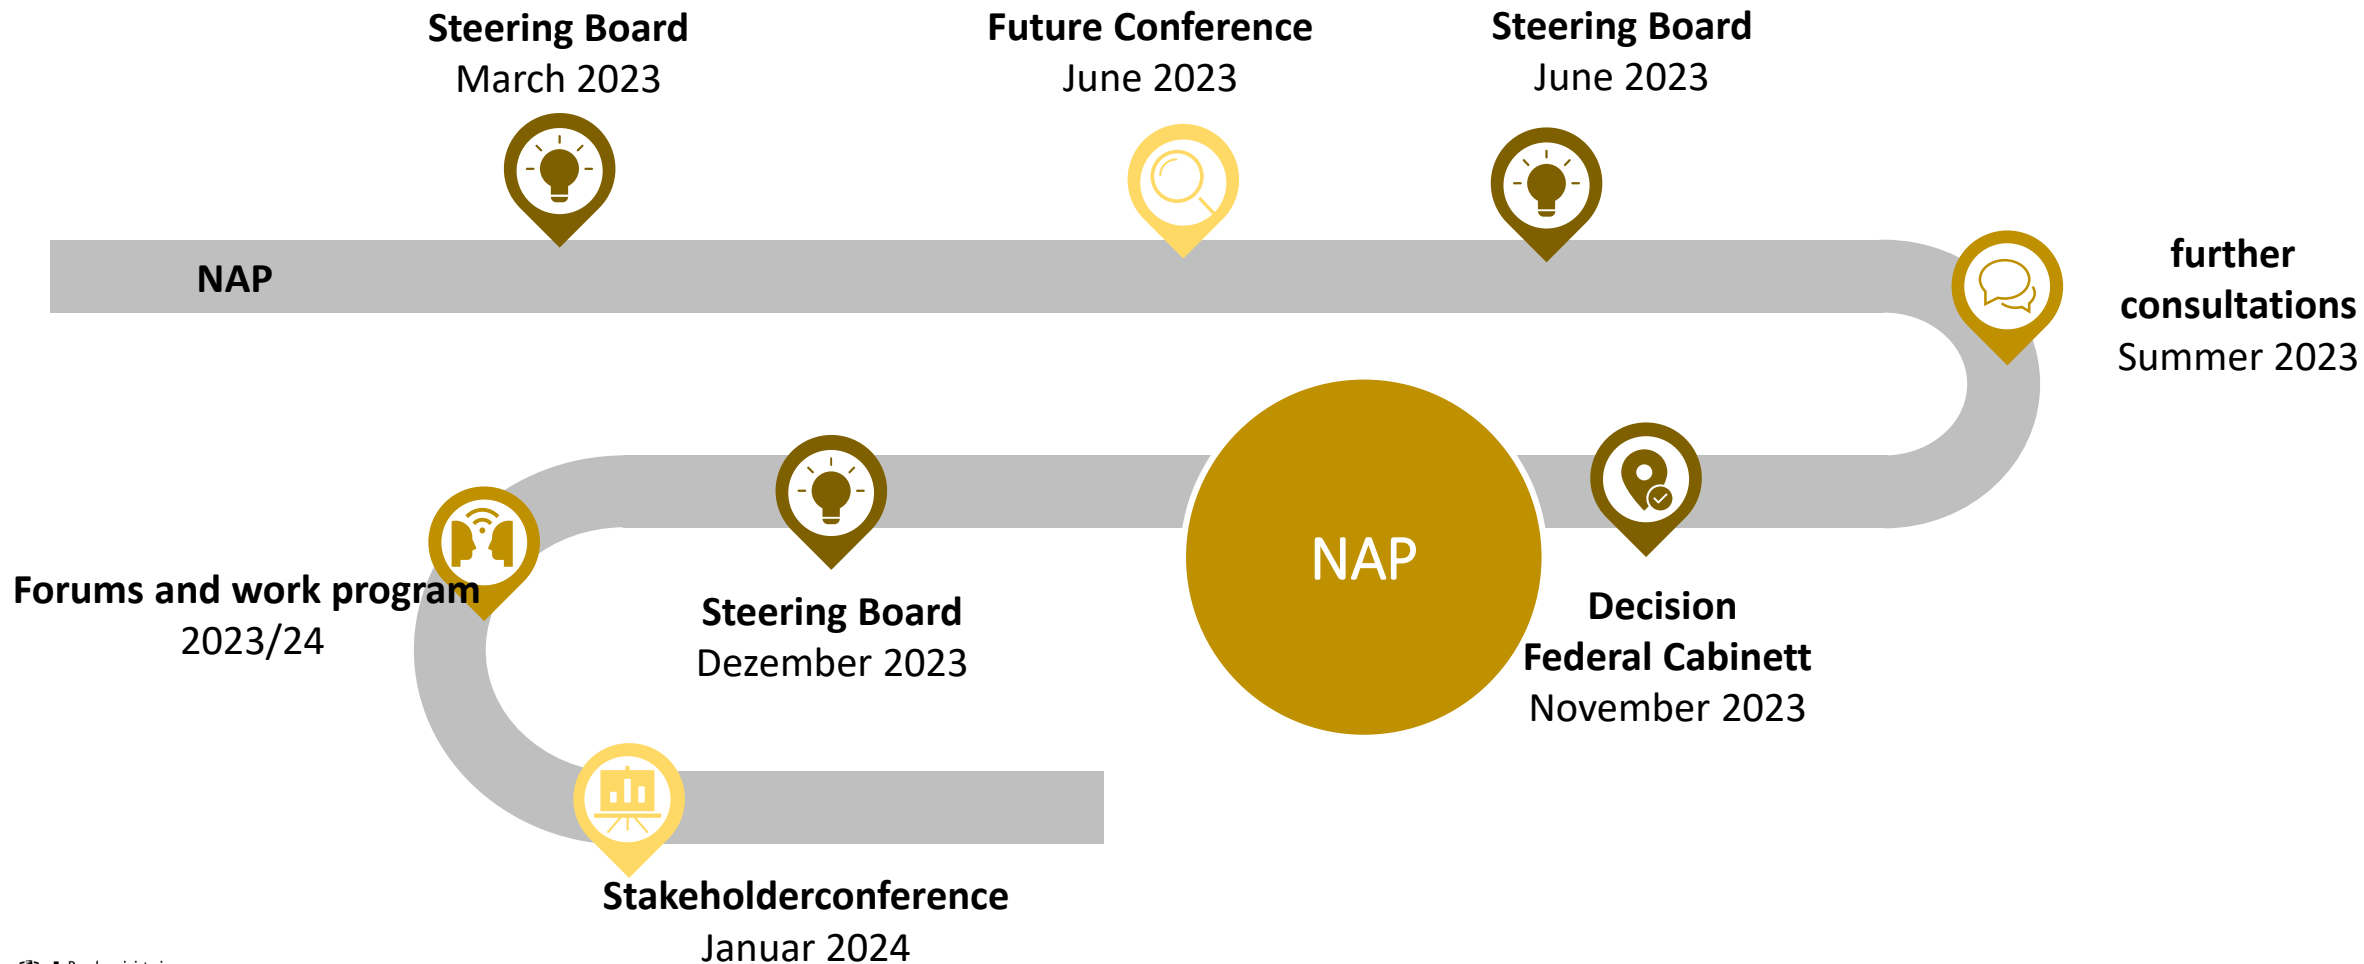 Steering Board
March 2023
Future Conference
June 2023
Steering Board
June 2023
NAP
further
consultations
Summer 2023
NAP
Decision
Federal Cabinett
November 2023
Steering Board
Dezember 2023
Forums and work program
2023/24
Stakeholderconference
Januar 2024